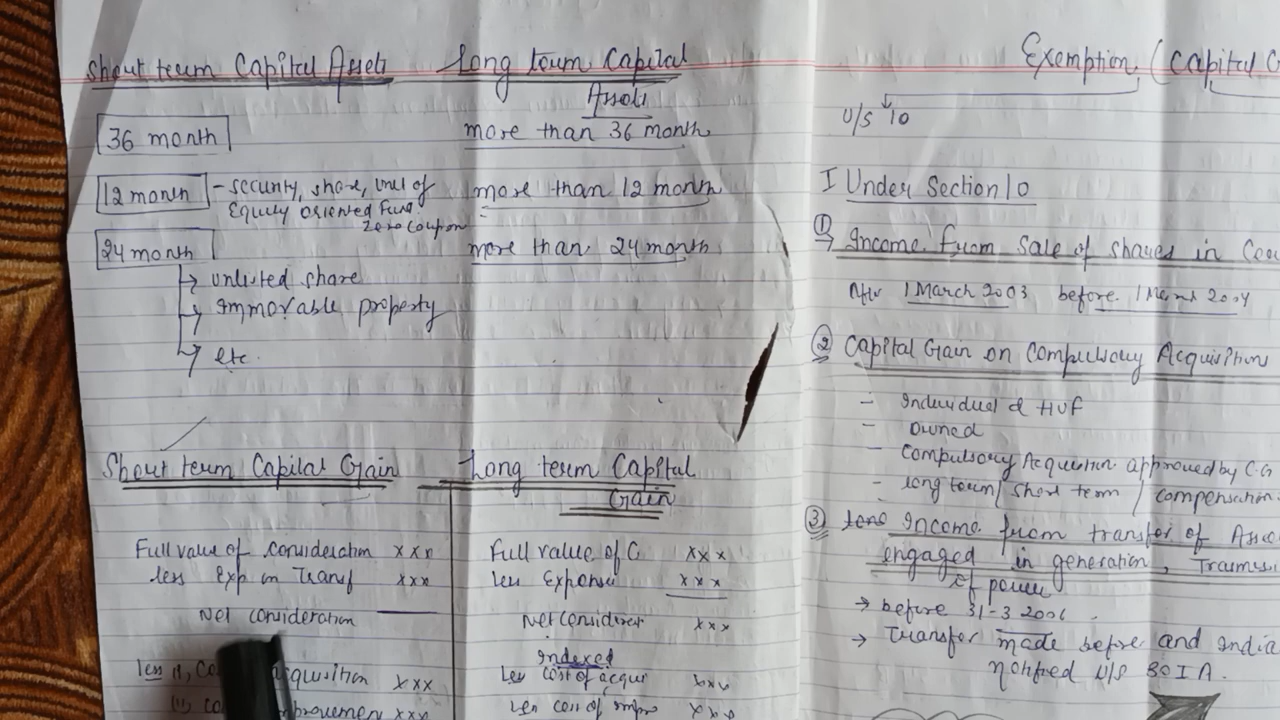 Short term Capital Assets
36 month
12 month - security, share, unit of
Equity oriented Fund
Zero coupon
24 month
unlisted share
immovable property
etc.
Long term Capital
Assets
more than 36 month
more than 12 month
more than 24 month
Short term Capital Gain
Full value of consideration xxx
less Exp on Transf xxx
Net consideration
less acquisition xxx
xxx
Long term Capital
Gain
Full value of C xxx
Less Expense xxx
Net Considerat xxx
Indexed
Less cost of acqui xxx
Less cost of impro xxx
Exemption (Capital G
U/S 10
I Under Section 10
① Income from Sale of shares in
After 1 March 2003 before 1 March 2004
② Capital Gain on Compulsory Acquisition
- Individual & HUF
- owned
- Compulsory Acquisition approved by C.G
- long term / short term / compensation
③ Income from transfer of Asse
engaged in generation,
of power
→ before 31-3-2006.
→ Transfer made before and India
notified U/S 80IA.